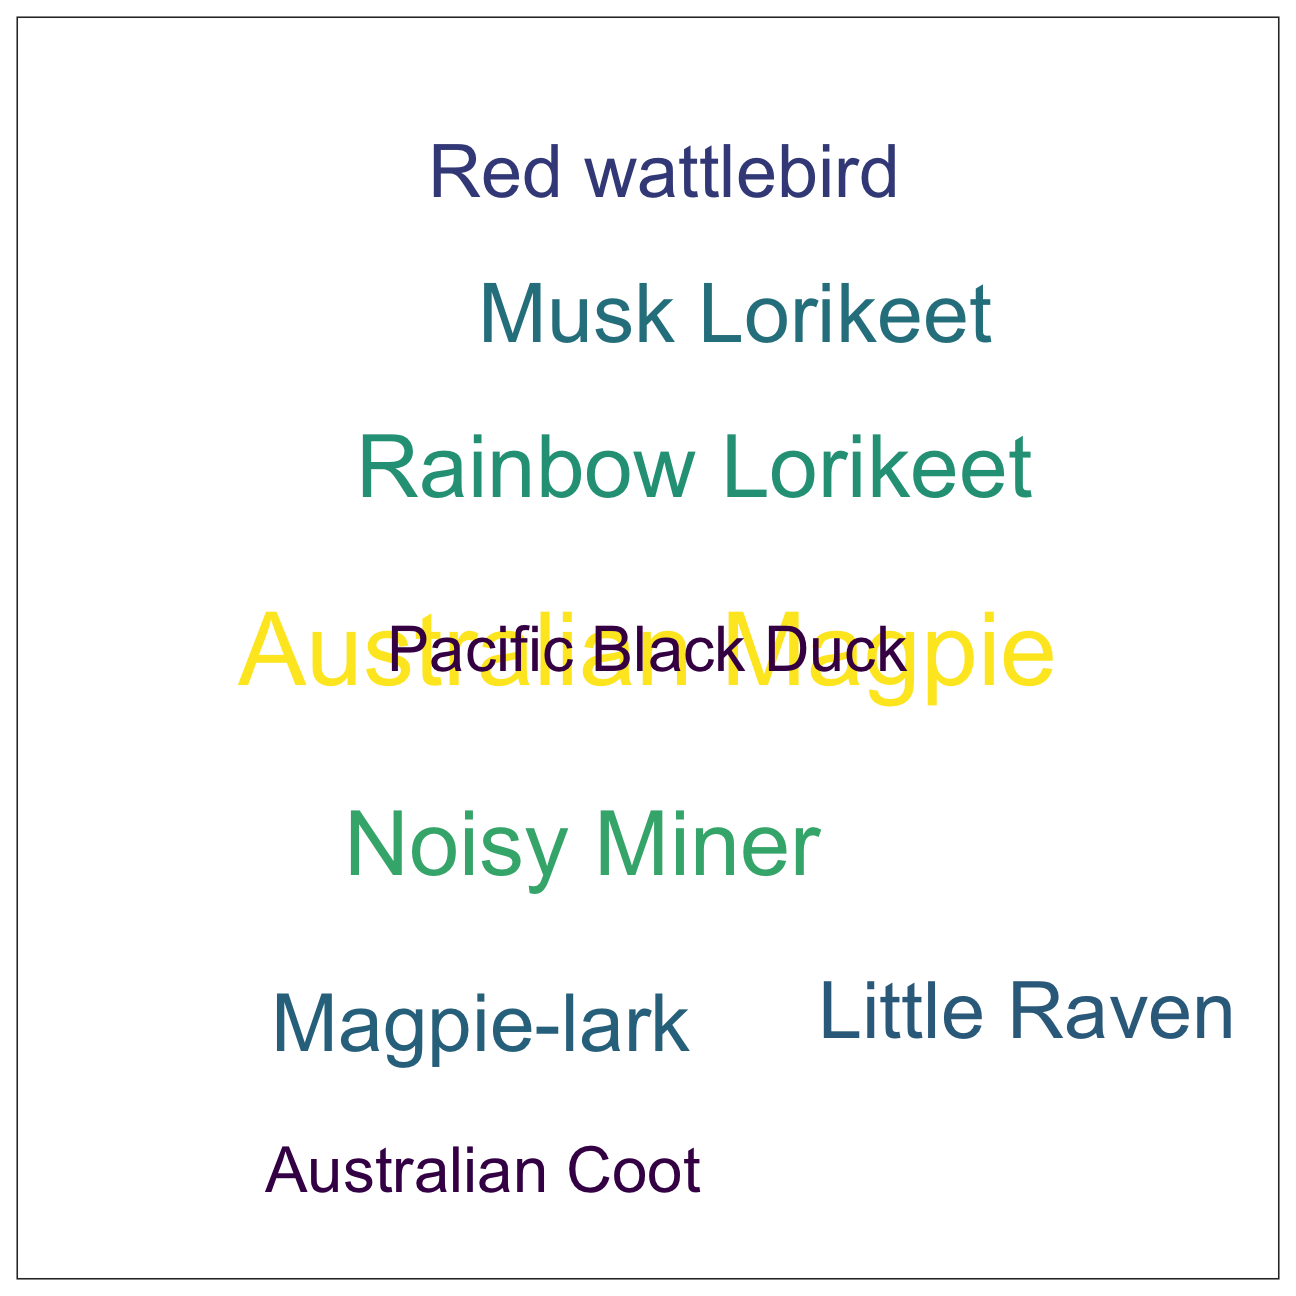 Red wattlebird
Musk Lorikeet
Rainbow Lorikeet
Australian Magpie
Pacific Black Duck
Noisy Miner
Little Raven
Magpie-lark
Australian Coot